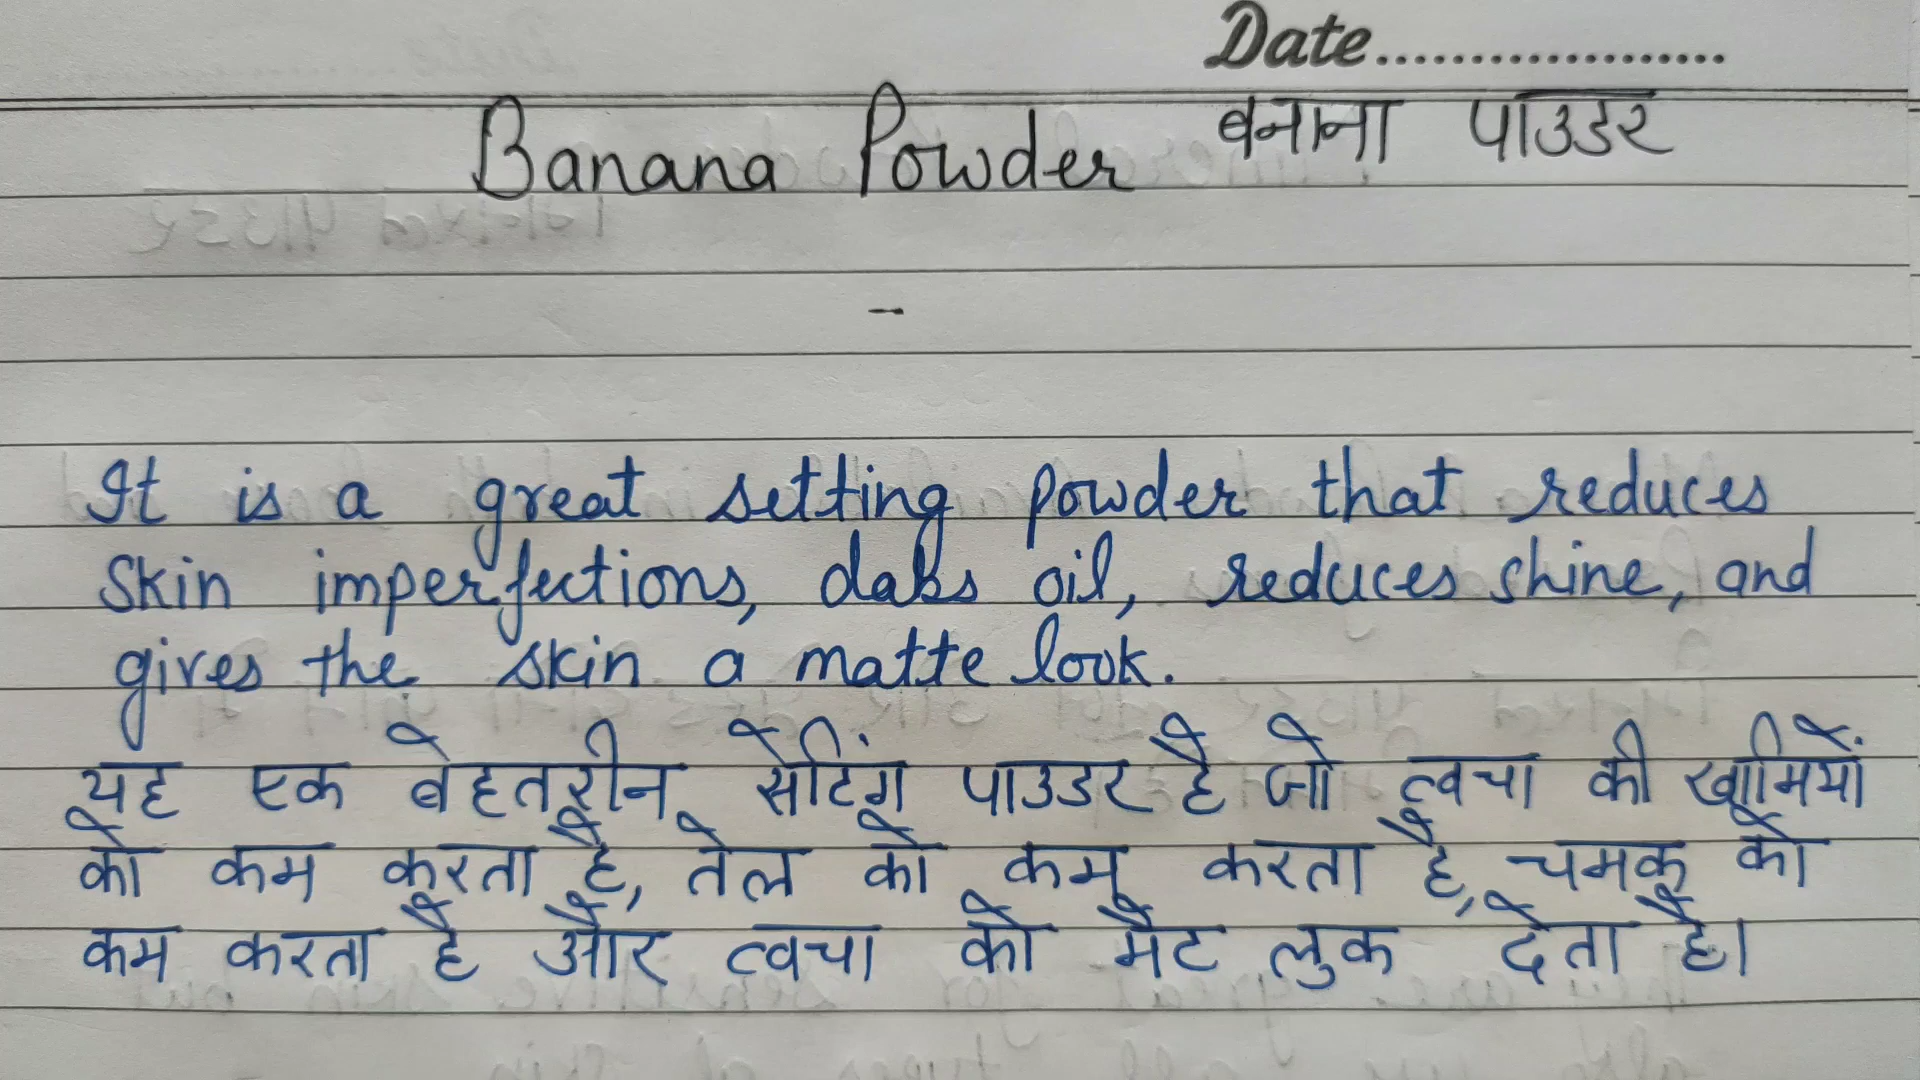 Date...................
Banana Powder बनाना पाउडर
-
It is a great setting powder that reduces
skin imperfections, dabs oil, reduces shine, and
gives the skin a matte look.
यह एक बेहतरीन सेटिंग पाउडर है जो त्वचा की खामियों
को कम करता है, तेल को कम करता है, चमक को
कम करता है और त्वचा को मैट लुक देता है।